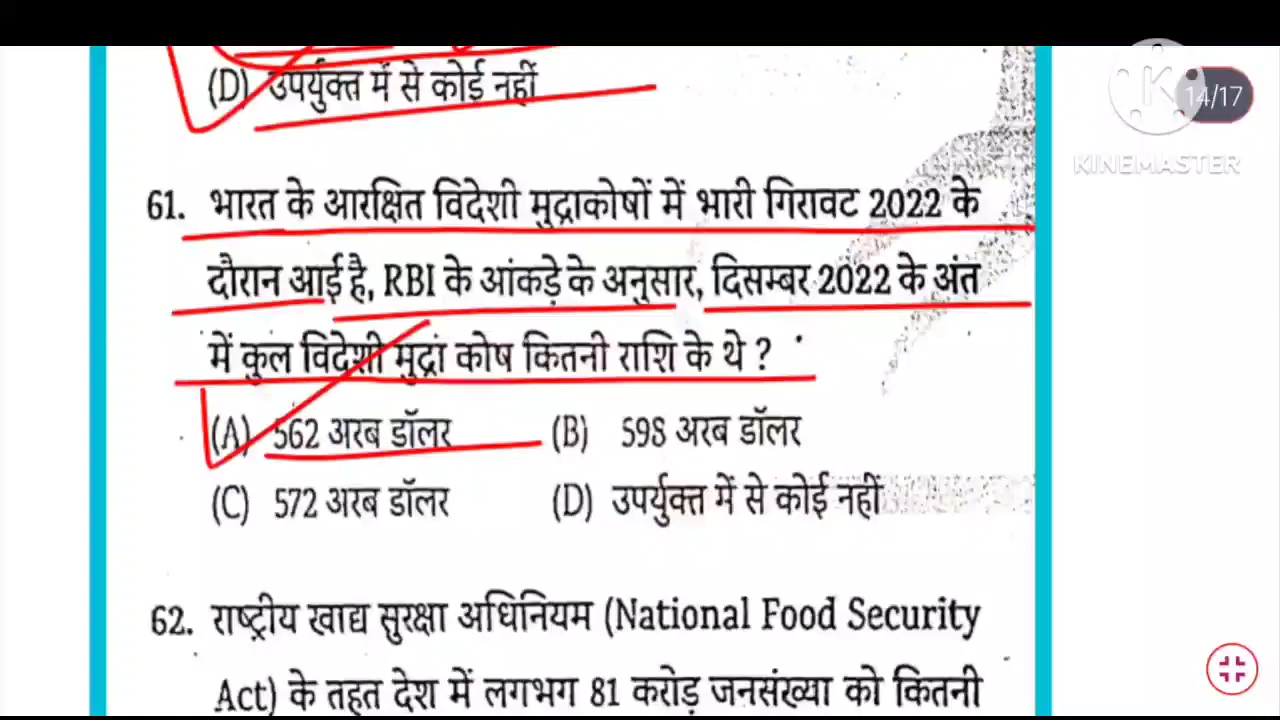 (D) उपर्युक्त में से कोई नहीं
14/17
KINEMASTER
61. भारत के आरक्षित विदेशी मुद्राकोषों में भारी गिरावट 2022 के
दौरान आई है, RBI के आंकड़े के अनुसार, दिसम्बर 2022 के अंत
में कुल विदेशी मुद्रा कोष कितनी राशि के थे ?
(A) 562 अरब डॉलर (B) 598 अरब डॉलर
(C) 572 अरब डॉलर (D) उपर्युक्त में से कोई नहीं
62. राष्ट्रीय खाद्य सुरक्षा अधिनियम (National Food Security
Act) के तहत देश में लगभग 81 करोड़ जनसंख्या को कितनी